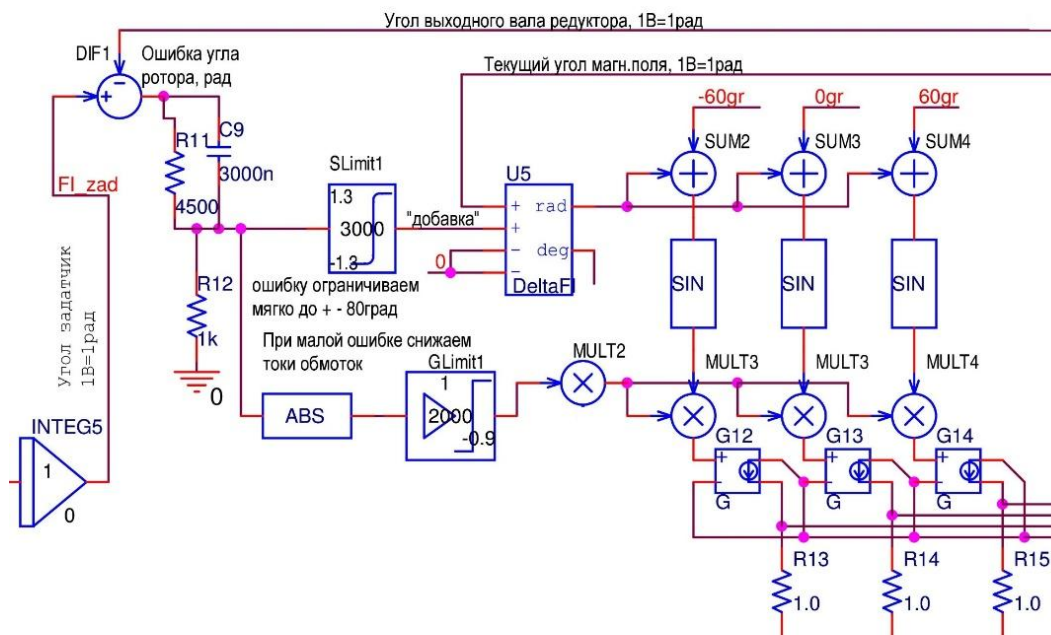 Угол выходного вала редуктора, 1В=1рад
DIF1
Ошибка угла
ротора, рад
Текущий угол магн.поля, 1В=1рад
-60gr
0gr
60gr
R11
C9
3000n
4500
SUM2
SUM3
SUM4
FI_zad
SLimit1
1.3
3000
-1.3
"добавка"
U5
+ rad
+
- deg
-
DeltaFI
0
SIN
SIN
SIN
R12
1k
0
ошибку ограничиваем
мягко до + - 80град
Угол задатчик
1В=1рад
При малой ошибке снижаем
токи обмоток
GLimit1
MULT2
MULT3
MULT3
MULT4
ABS
1
2000
-0.9
INTEG5
1
0
G12
G13
G14
G
G
G
R13
R14
R15
1.0
1.0
1.0